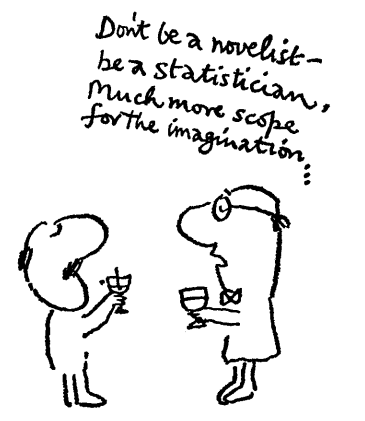 Don't be a novelist –
be a statistician,
Much more scope
for the imagination...